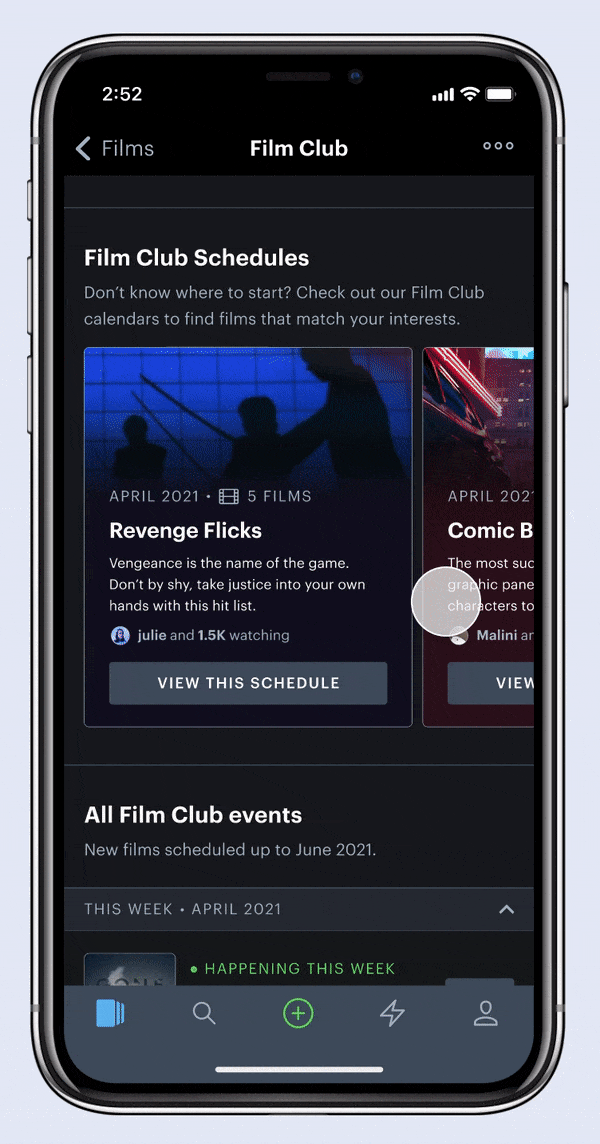 2:52
Films
Film Club
Film Club Schedules
Don't know where to start? Check out our Film Club
calendars to find films that match your interests.
APRIL 2021 • 5 FILMS
Revenge Flicks
Vengeance is the name of the game.
Don't by shy, take justice into your own
hands with this hit list.
julie and 1.5K watching
VIEW THIS SCHEDULE
APRIL 2021
Comic B
The most suc
graphic pane
characters to
Malini an
VIEW
All Film Club events
New films scheduled up to June 2021.
THIS WEEK • APRIL 2021
• HAPPENING THIS WEEK